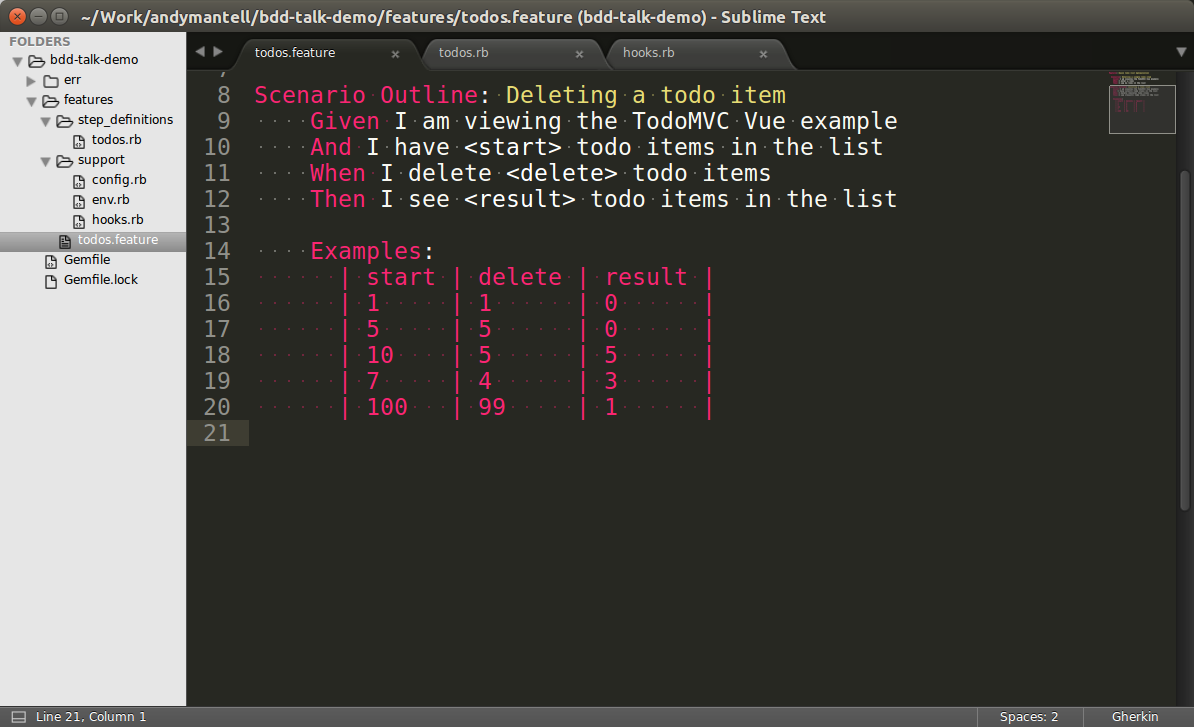 ~/Work/andymantell/bdd-talk-demo/features/todos.feature (bdd-talk-demo) - Sublime Text
FOLDERS
bdd-talk-demo
err
features
step_definitions
todos.rb
support
config.rb
env.rb
hooks.rb
todos.feature
Gemfile
Gemfile.lock
todos.feature × todos.rb × hooks.rb ×
7
8 Scenario Outline: Deleting a todo item
9 Given I am viewing the TodoMVC Vue example
10 And I have <start> todo items in the list
11 When I delete <delete> todo items
12 Then I see <result> todo items in the list
13
14 Examples:
15 | start | delete | result |
16 | 1 | 1 | 0 |
17 | 5 | 5 | 0 |
18 | 10 | 5 | 5 |
19 | 7 | 4 | 3 |
20 | 100 | 99 | 1 |
21
Line 21, Column 1 Spaces: 2 Gherkin